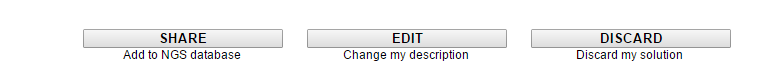 SHARE EDIT DISCARD
Add to NGS database Change my description Discard my solution